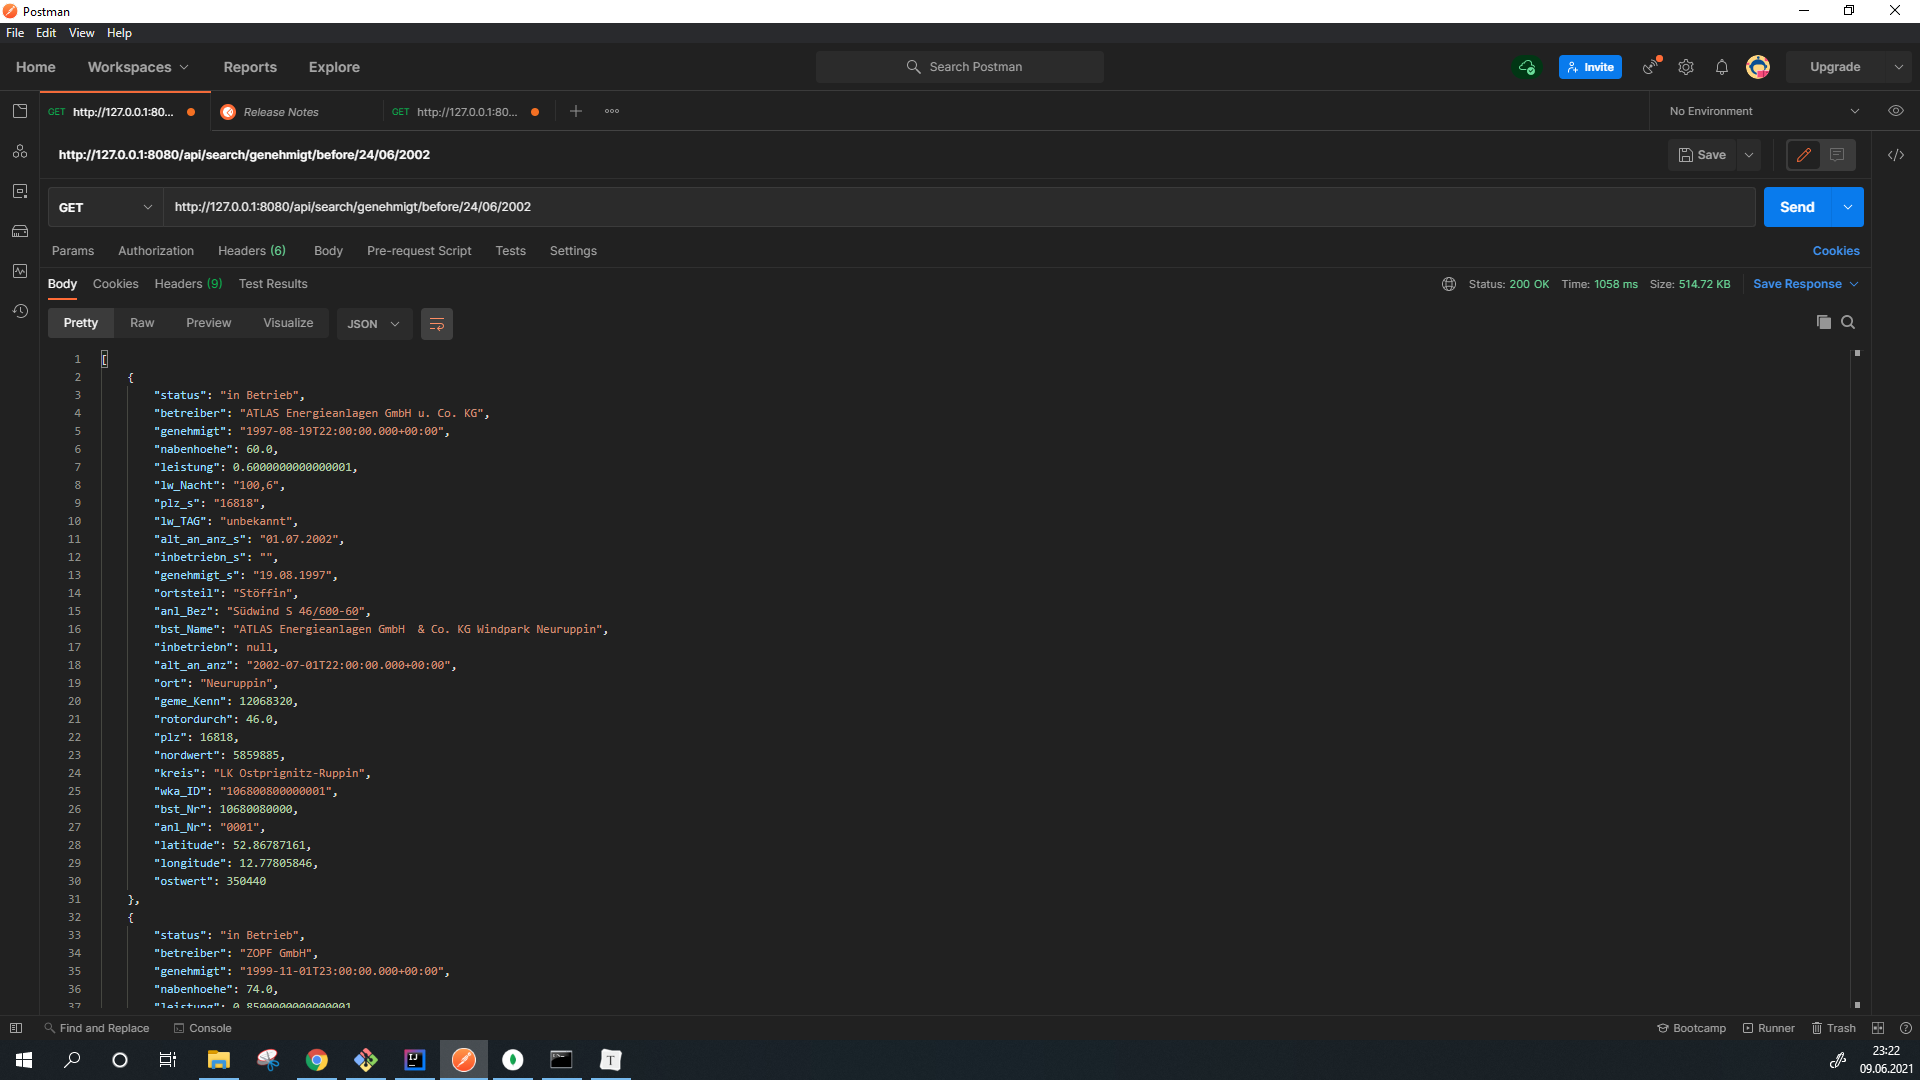 Postman
File Edit View Help
Home Workspaces Reports Explore Search Postman Invite Upgrade
GET http://127.0.0.1:80... Release Notes GET http://127.0.0.1:80... No Environment
http://127.0.0.1:8080/api/search/genehmigt/before/24/06/2002 Save
GET http://127.0.0.1:8080/api/search/genehmigt/before/24/06/2002 Send
Params Authorization Headers (6) Body Pre-request Script Tests Settings Cookies
Body Cookies Headers (9) Test Results Status: 200 OK Time: 1058 ms Size: 514.72 KB Save Response
Pretty Raw Preview Visualize JSON
1 [
2 {
3 "status": "in Betrieb",
4 "betreiber": "ATLAS Energieanlagen GmbH u. Co. KG",
5 "genehmigt": "1997-08-19T22:00:00.000+00:00",
6 "nabenhoehe": 60.0,
7 "leistung": 0.6000000000000001,
8 "lw_Nacht": "100,6",
9 "plz_s": "16818",
10 "lw_TAG": "unbekannt",
11 "alt_an_anz_s": "01.07.2002",
12 "inbetriebn_s": "",
13 "genehmigt_s": "19.08.1997",
14 "ortsteil": "Stöffin",
15 "anl_Bez": "Südwind S 46/600-60",
16 "bst_Name": "ATLAS Energieanlagen GmbH  & Co. KG Windpark Neuruppin",
17 "inbetriebn": null,
18 "alt_an_anz": "2002-07-01T22:00:00.000+00:00",
19 "ort": "Neuruppin",
20 "geme_Kenn": 12068320,
21 "rotordurch": 46.0,
22 "plz": 16818,
23 "nordwert": 5859885,
24 "kreis": "LK Ostprignitz-Ruppin",
25 "wka_ID": "106800800000001",
26 "bst_Nr": 10680080000,
27 "anl_Nr": "0001",
28 "latitude": 52.86787161,
29 "longitude": 12.77805846,
30 "ostwert": 350440
31 },
32 {
33 "status": "in Betrieb",
34 "betreiber": "ZOPF GmbH",
35 "genehmigt": "1999-11-01T23:00:00.000+00:00",
36 "nabenhoehe": 74.0,
37 "leistung": 0.8500000000000001
Find and Replace Console Bootcamp Runner Trash
23:22
09.06.2021